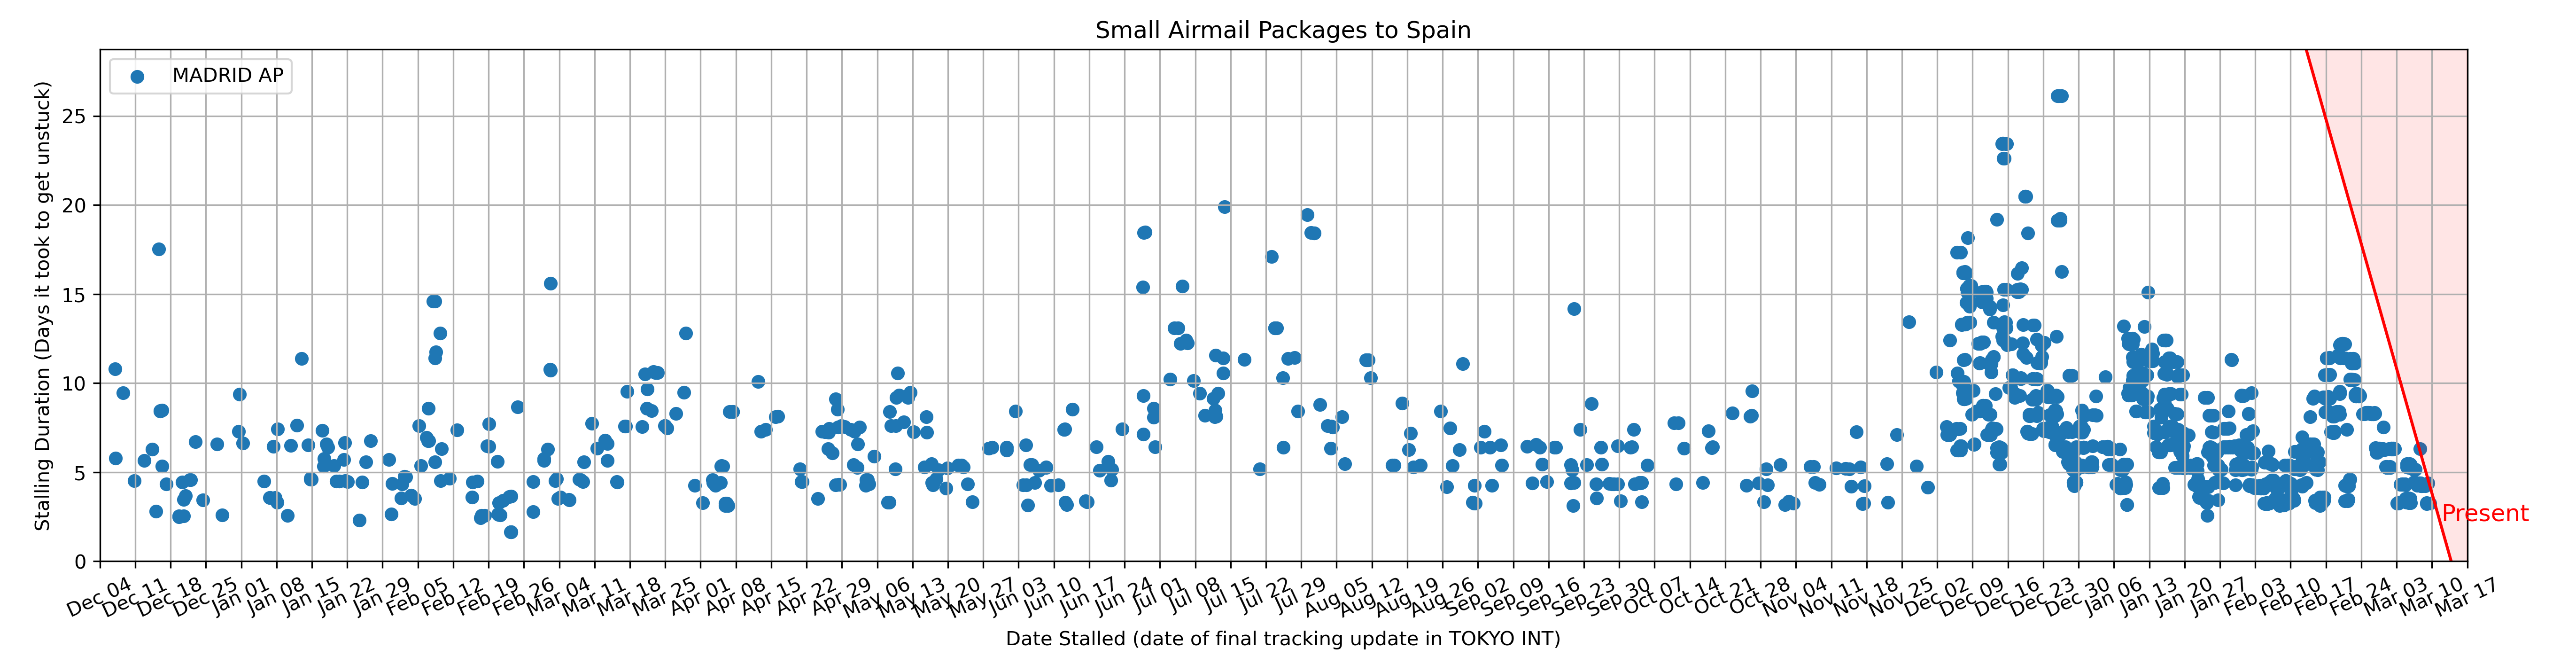 Small Airmail Packages to Spain
MADRID AP
Stalling Duration (Days it took to get unstuck)
25
20
15
10
5
0
Present
Dec 04
Dec 11
Dec 18
Dec 25
Jan 01
Jan 08
Jan 15
Jan 22
Jan 29
Feb 05
Feb 12
Feb 19
Feb 26
Mar 04
Mar 11
Mar 18
Mar 25
Apr 01
Apr 08
Apr 15
Apr 22
Apr 29
May 06
May 13
May 20
May 27
Jun 03
Jun 10
Jun 17
Jun 24
Jul 01
Jul 08
Jul 15
Jul 22
Jul 29
Aug 05
Aug 12
Aug 19
Aug 26
Sep 02
Sep 09
Sep 16
Sep 23
Sep 30
Oct 07
Oct 14
Oct 21
Oct 28
Nov 04
Nov 11
Nov 18
Nov 25
Dec 02
Dec 09
Dec 16
Dec 23
Dec 30
Jan 06
Jan 13
Jan 20
Jan 27
Feb 03
Feb 10
Feb 17
Feb 24
Mar 03
Mar 10
Mar 17
Date Stalled (date of final tracking update in TOKYO INT)